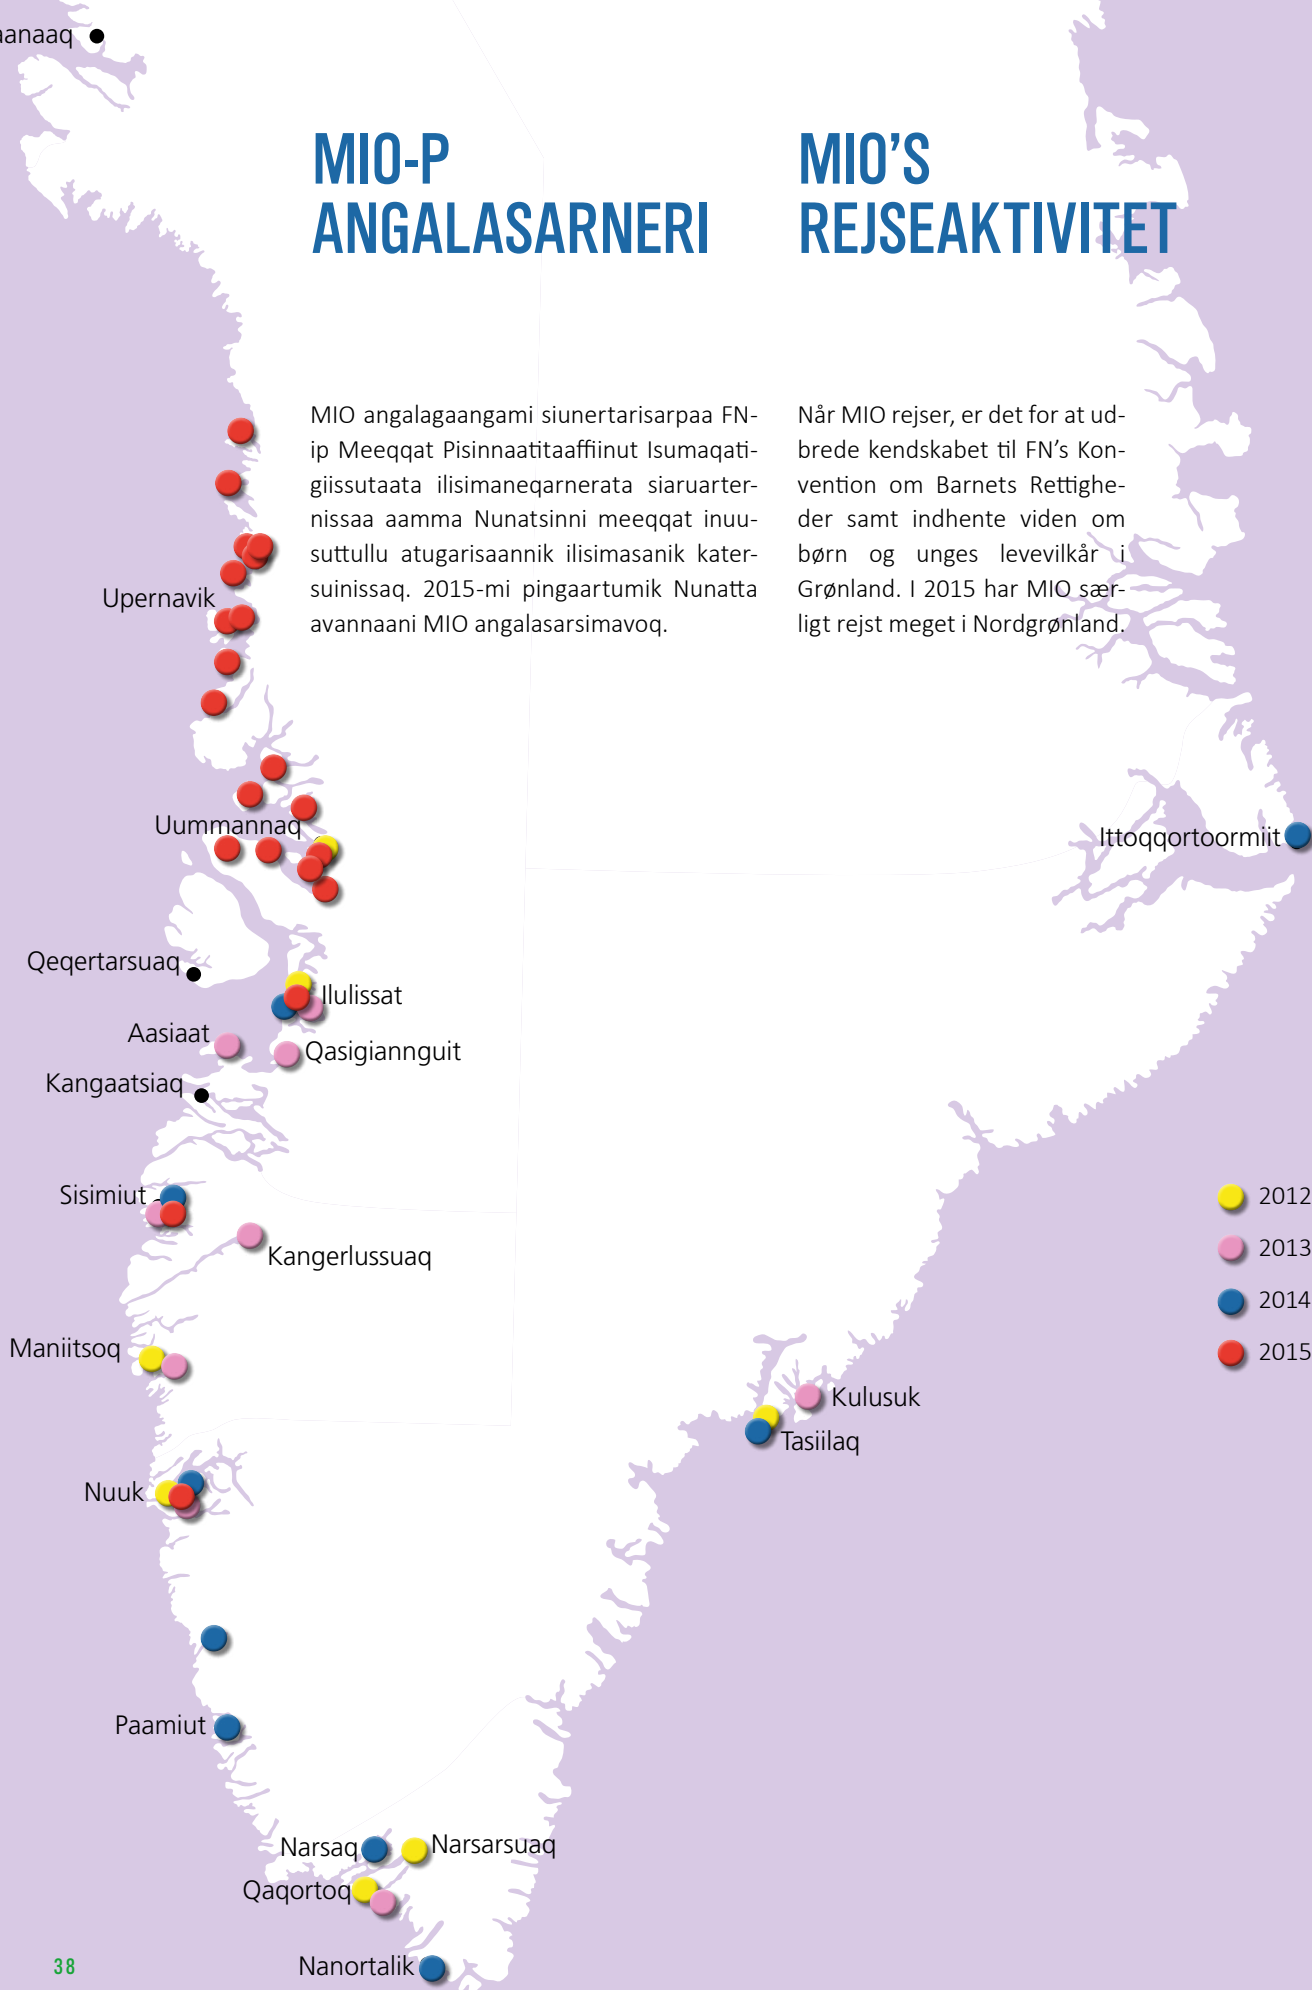 MIO-P
ANGALASARNERI
MIO'S
REJSEAKTIVITET
MIO angalagaangami siunertarisarpaa FN-
ip Meeqqat Pisinnaatitaaffiinut Isumaqati-
giissutaata ilisimaneqarnerata siaruarter-
nissaa aamma Nunatsinni meeqqat inuu-
suttullu atugarisaannik ilisimasanik kater-
suinissaq. 2015-mi pingaartumik Nunatta
avannaani MIO angalasarsimavoq.
Når MIO rejser, er det for at ud-
brede kendskabet til FN's Kon-
vention om Barnets Rettighe-
der samt indhente viden om
børn og unges levevilkår i
Grønland. I 2015 har MIO sær-
ligt rejst meget i Nordgrønland.
Upernavik
Uummannaq
Ittoqqortoormiit
Qeqertarsuaq
Ilulissat
Aasiaat
Qasigiannguit
Kangaatsiaq
Sisimiut
Kangerlussuaq
Maniitsoq
Kulusuk
Tasiilaq
Nuuk
Paamiut
Narsaq
Narsarsuaq
Qaqortoq
Nanortalik
2012
2013
2014
2015
38